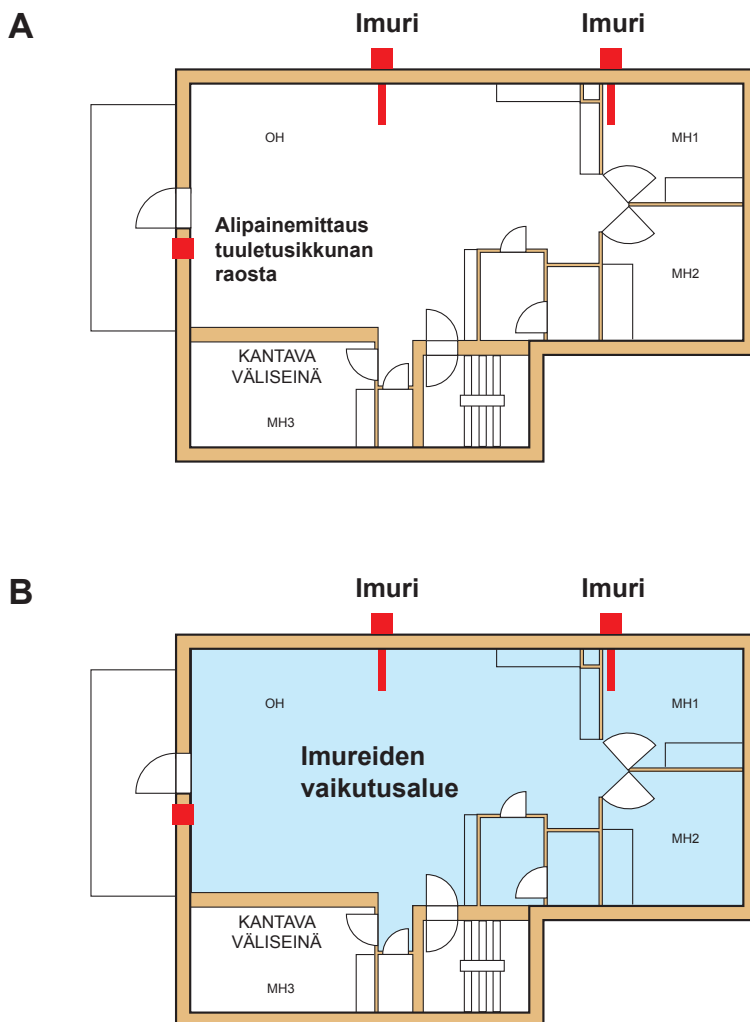 A
Imuri
Imuri
OH
MH1
Alipainemittaus
tuuletusikkunan
raosta
MH2
KANTAVA
VÄLISEINÄ
MH3
B
Imuri
Imuri
OH
MH1
Imureiden
vaikutusalue
MH2
KANTAVA
VÄLISEINÄ
MH3